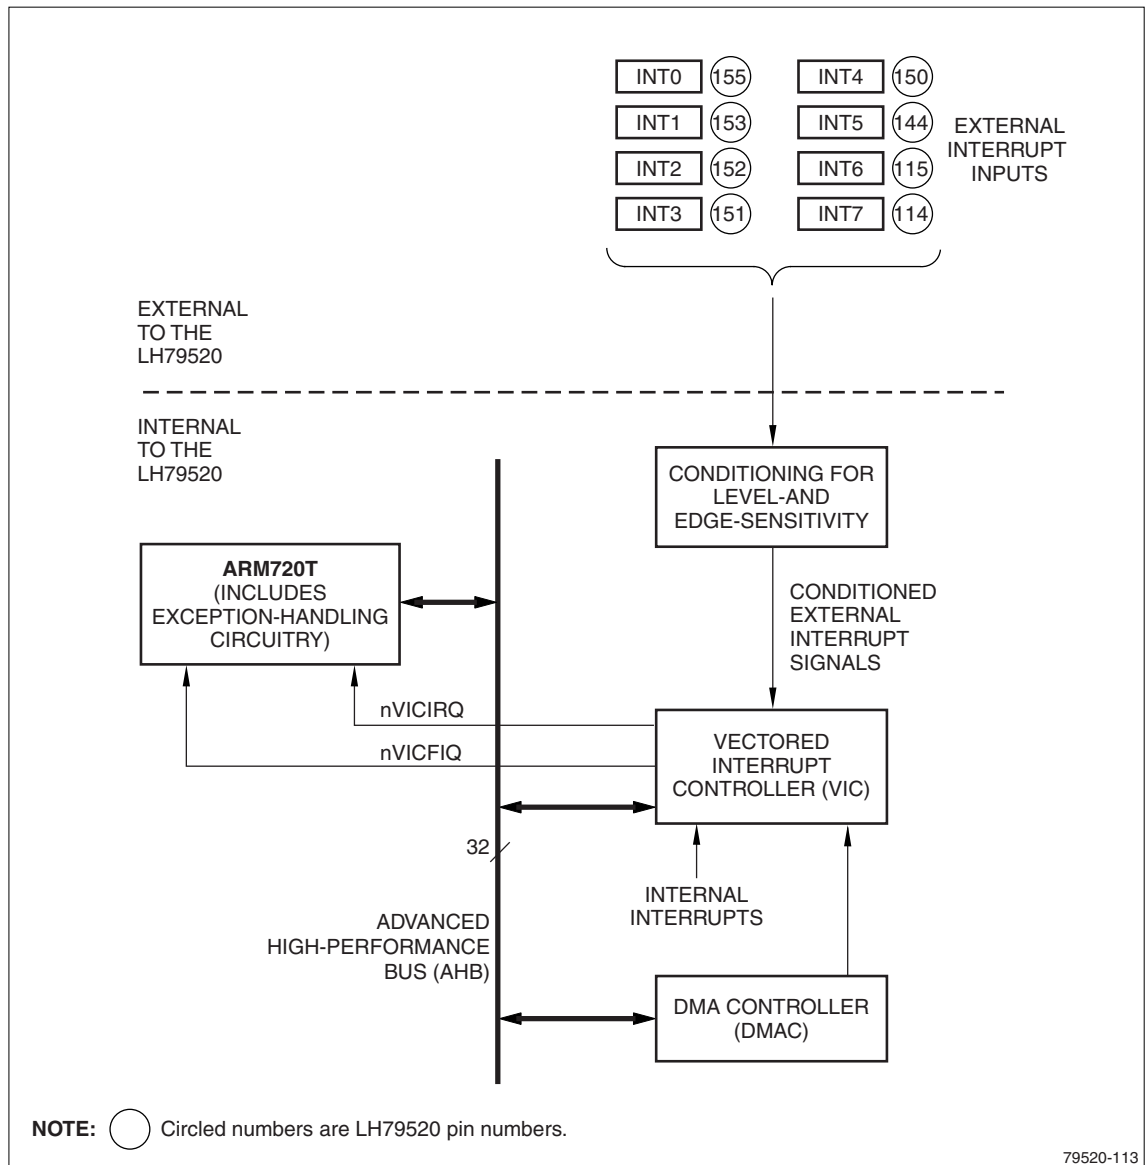 INT0 155 INT4 150
INT1 153 INT5 144
INT2 152 INT6 115
INT3 151 INT7 114
EXTERNAL
INTERRUPT
INPUTS
EXTERNAL
TO THE
LH79520
INTERNAL
TO THE
LH79520
CONDITIONING FOR
LEVEL-AND
EDGE-SENSITIVITY
ARM720T
(INCLUDES
EXCEPTION-HANDLING
CIRCUITRY)
CONDITIONED
EXTERNAL
INTERRUPT
SIGNALS
nVICIRQ
nVICFIQ
VECTORED
INTERRUPT
CONTROLLER (VIC)
32
INTERNAL
INTERRUPTS
ADVANCED
HIGH-PERFORMANCE
BUS (AHB)
DMA CONTROLLER
(DMAC)
NOTE: Circled numbers are LH79520 pin numbers.
79520-113